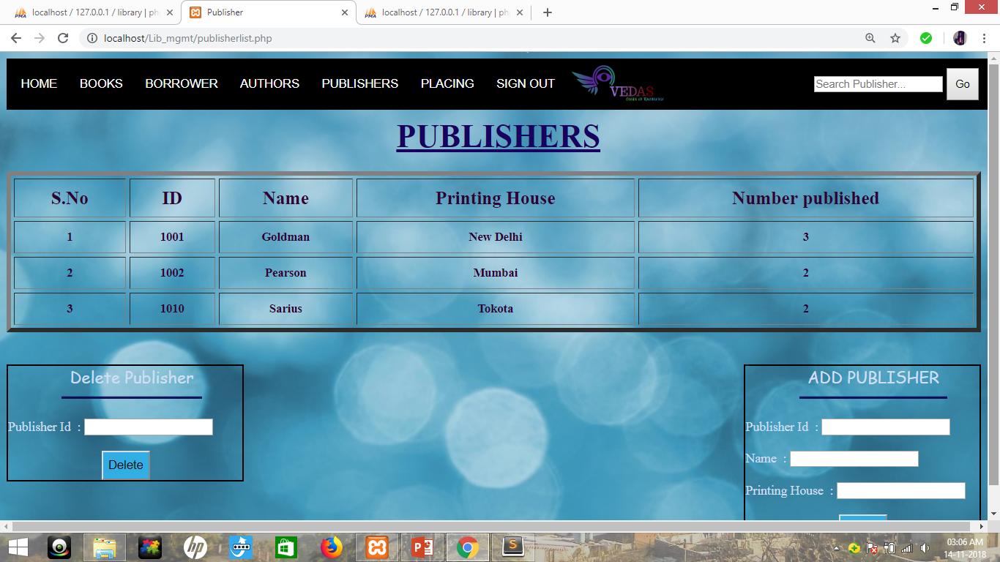 localhost / 127.0.0.1 / library | ph
Publisher
localhost / 127.0.0.1 / library | ph
localhost/Lib_mgmt/publisherlist.php
HOME BOOKS BORROWER AUTHORS PUBLISHERS PLACING SIGN OUT VEDAS Search Publisher... Go
Ocean of Knowledge
PUBLISHERS
S.No ID Name Printing House Number published
1 1001 Goldman New Delhi 3
2 1002 Pearson Mumbai 2
3 1010 Sarius Tokota 2
Delete Publisher
Publisher Id :
Delete
ADD PUBLISHER
Publisher Id :
Name :
Printing House :
03:06 AM
14-11-2018